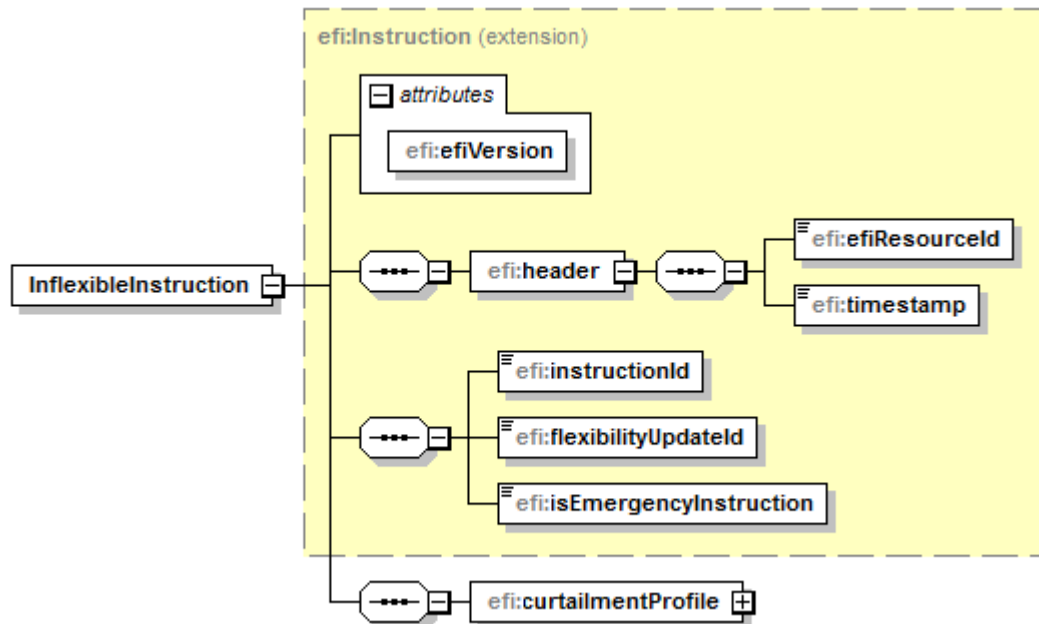 efi:Instruction (extension)
attributes
efi:efiVersion
efi:efiResourceId
InflexibleInstruction
efi:header
efi:timestamp
efi:instructionId
efi:flexibilityUpdateId
efi:isEmergencyInstruction
efi:curtailmentProfile